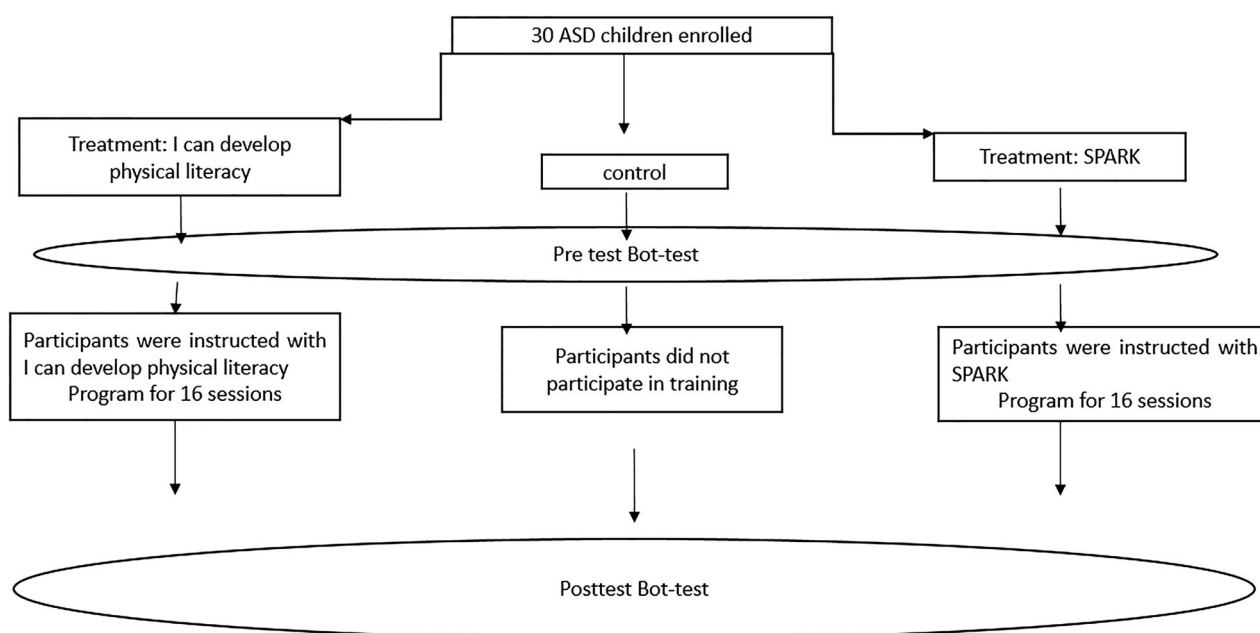 30 ASD children enrolled
Treatment: I can develop
physical literacy
control
Treatment: SPARK
Pre test Bot-test
Participants were instructed with
I can develop physical literacy
Program for 16 sessions
Participants did not
participate in training
Participants were instructed with
SPARK
Program for 16 sessions
Posttest Bot-test